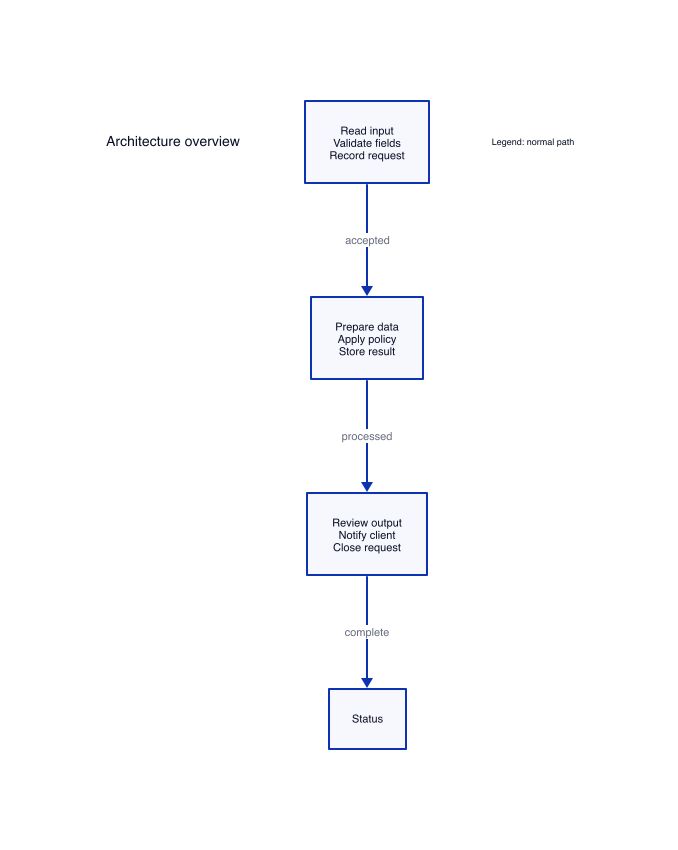 Architecture overview
Read input
Validate fields
Record request
Legend: normal path
accepted
Prepare data
Apply policy
Store result
processed
Review output
Notify client
Close request
complete
Status